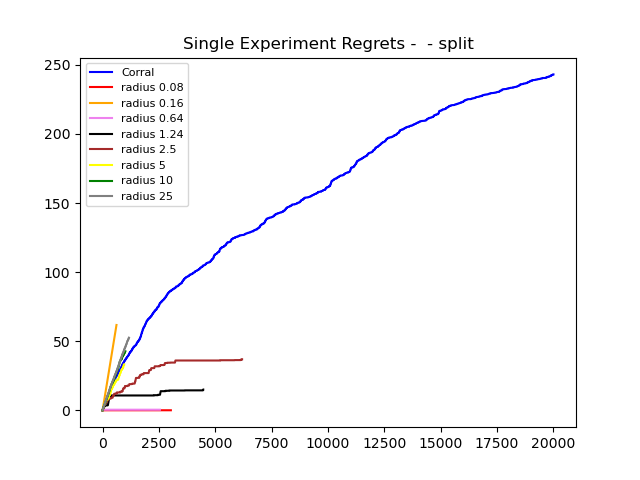 Single Experiment Regrets -  - split
250
200
150
100
50
0
Corral
radius 0.08
radius 0.16
radius 0.64
radius 1.24
radius 2.5
radius 5
radius 10
radius 25
0 2500 5000 7500 10000 12500 15000 17500 20000